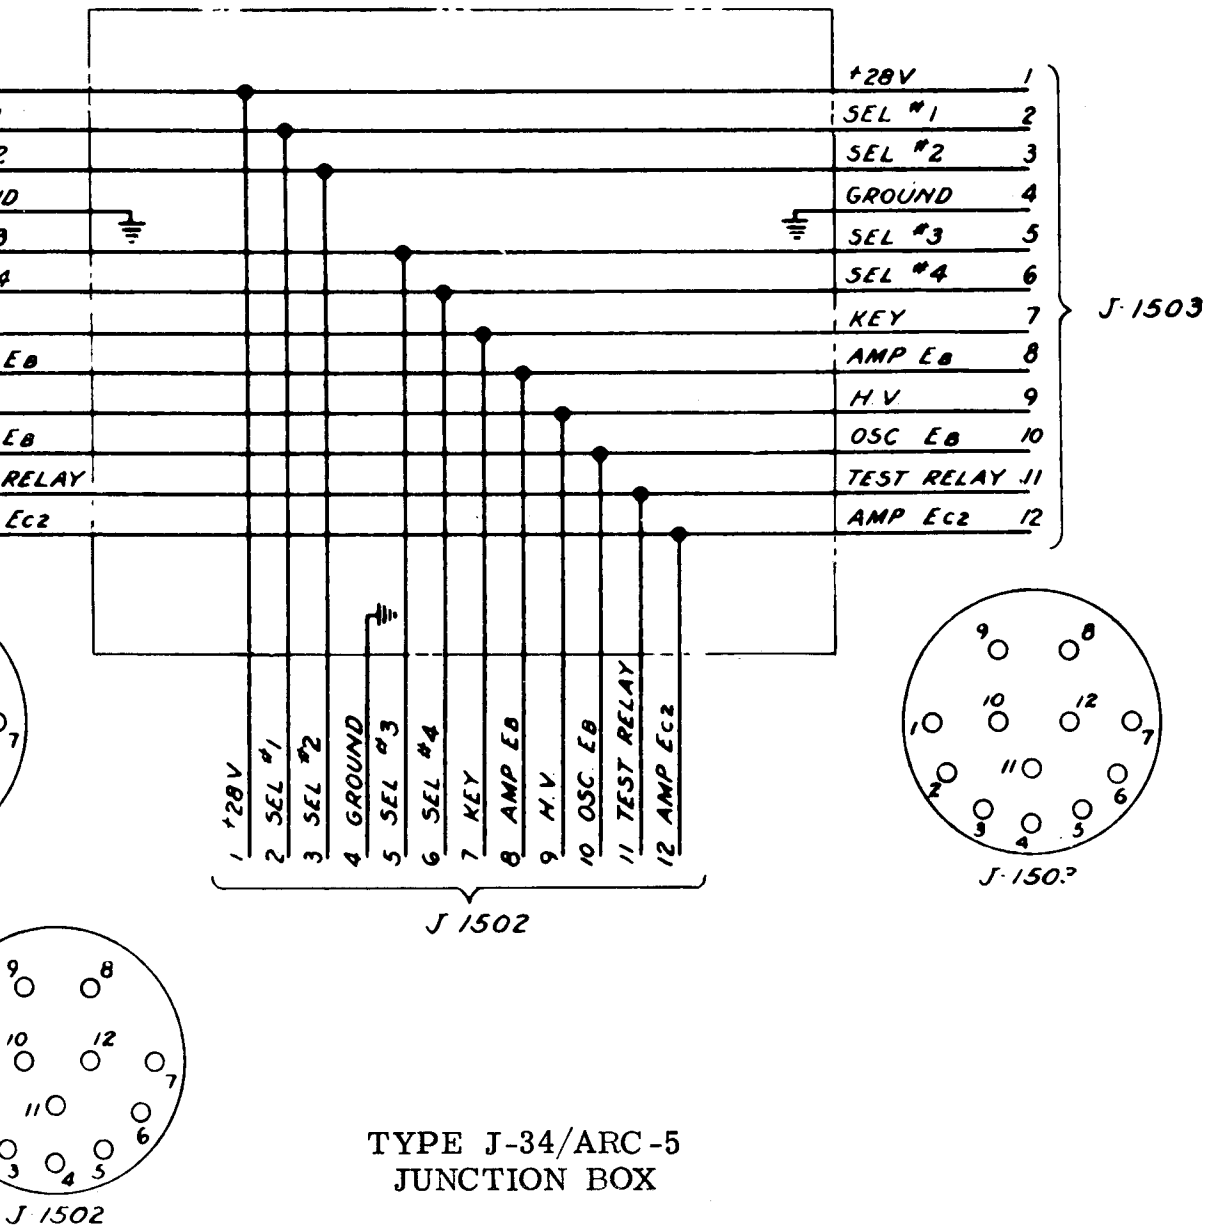 +28V 1
SEL #1 2
2 SEL #2 3
GROUND 4
SEL #3 5
4 SEL #4 6
KEY 7
EB AMP EB 8
H.V. 9
EB OSC EB 10
RELAY TEST RELAY 11
EC2 AMP EC2 12
J-1503
1 +28V
2 SEL #1
3 SEL #2
4 GROUND
5 SEL #3
6 SEL #4
7 KEY
8 AMP EB
9 H.V.
10 OSC EB
11 TEST RELAY
12 AMP EC2
J 1502
7
9 8
1 10 12 7
2 11 6
3 4 5
9 8
10 12
7
11 6
3 4 5
J 1502
TYPE J-34/ARC-5
JUNCTION BOX